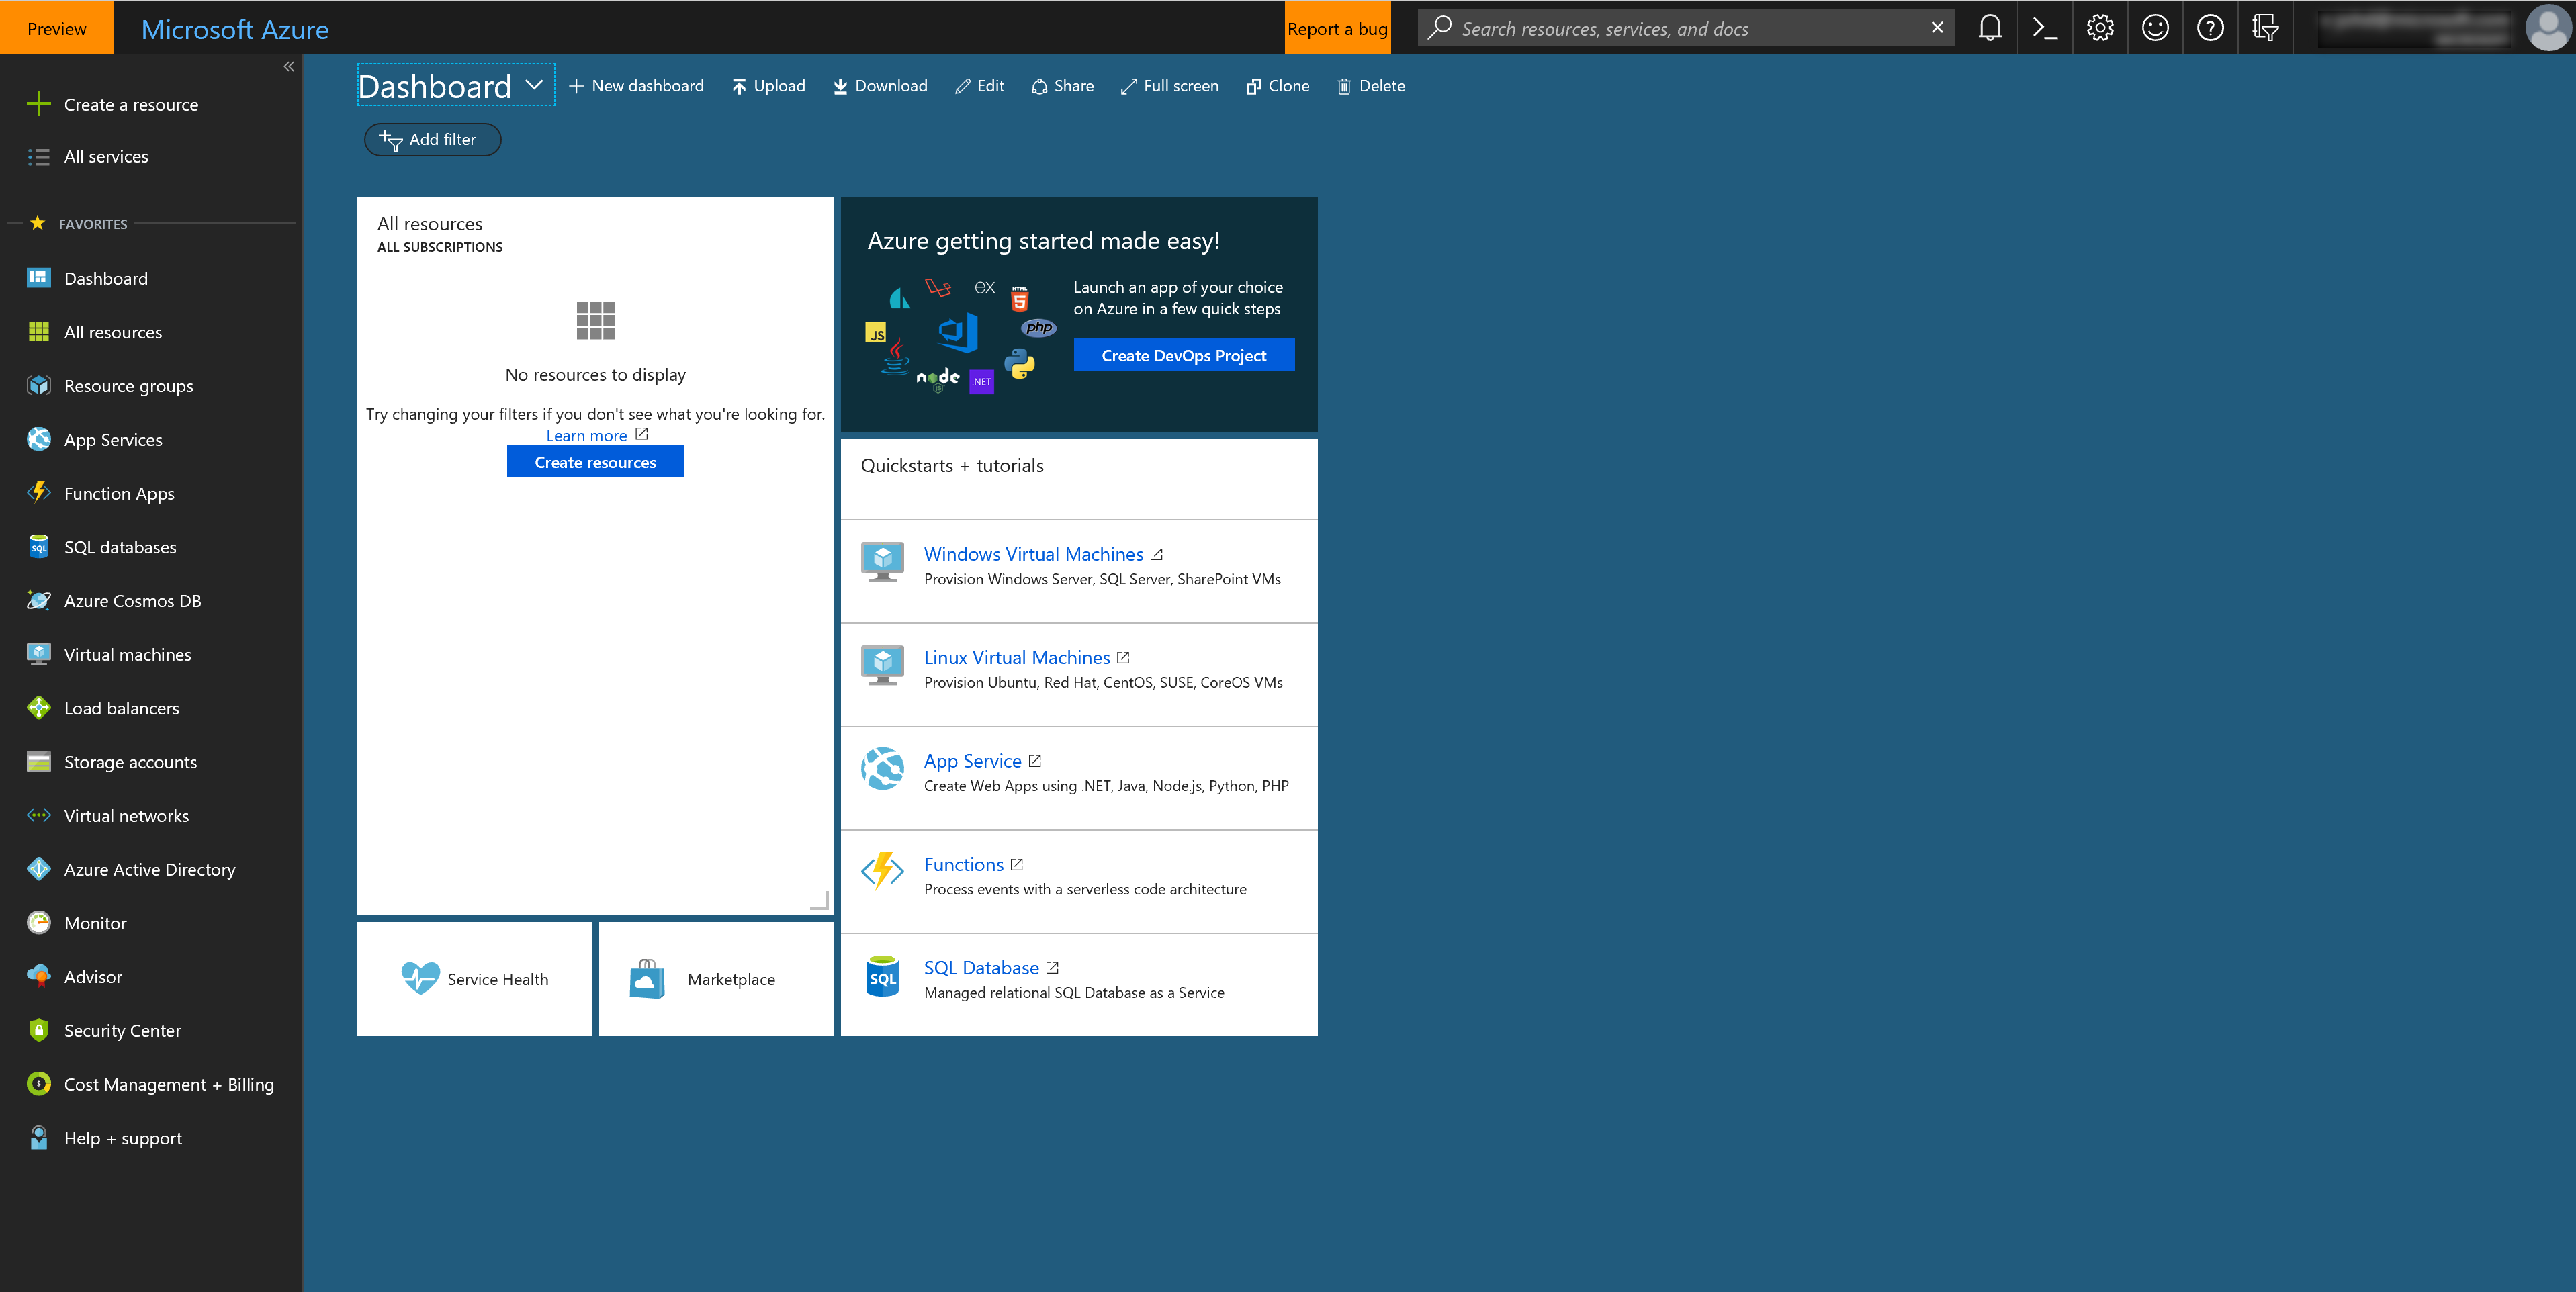 Preview
Microsoft Azure
Report a bug
Search resources, services, and docs
Create a resource
All services
FAVORITES
Dashboard
All resources
Resource groups
App Services
Function Apps
SQL databases
Azure Cosmos DB
Virtual machines
Load balancers
Storage accounts
Virtual networks
Azure Active Directory
Monitor
Advisor
Security Center
Cost Management + Billing
Help + support
Dashboard
New dashboard
Upload
Download
Edit
Share
Full screen
Clone
Delete
Add filter
All resources
ALL SUBSCRIPTIONS
No resources to display
Try changing your filters if you don't see what you're looking for.
Learn more
Create resources
Service Health
Marketplace
Azure getting started made easy!
ex
HTML
5
JS
php
node
JS
.NET
Launch an app of your choice
on Azure in a few quick steps
Create DevOps Project
Quickstarts + tutorials
Windows Virtual Machines
Provision Windows Server, SQL Server, SharePoint VMs
Linux Virtual Machines
Provision Ubuntu, Red Hat, CentOS, SUSE, CoreOS VMs
App Service
Create Web Apps using .NET, Java, Node.js, Python, PHP
Functions
Process events with a serverless code architecture
SQL
SQL Database
Managed relational SQL Database as a Service